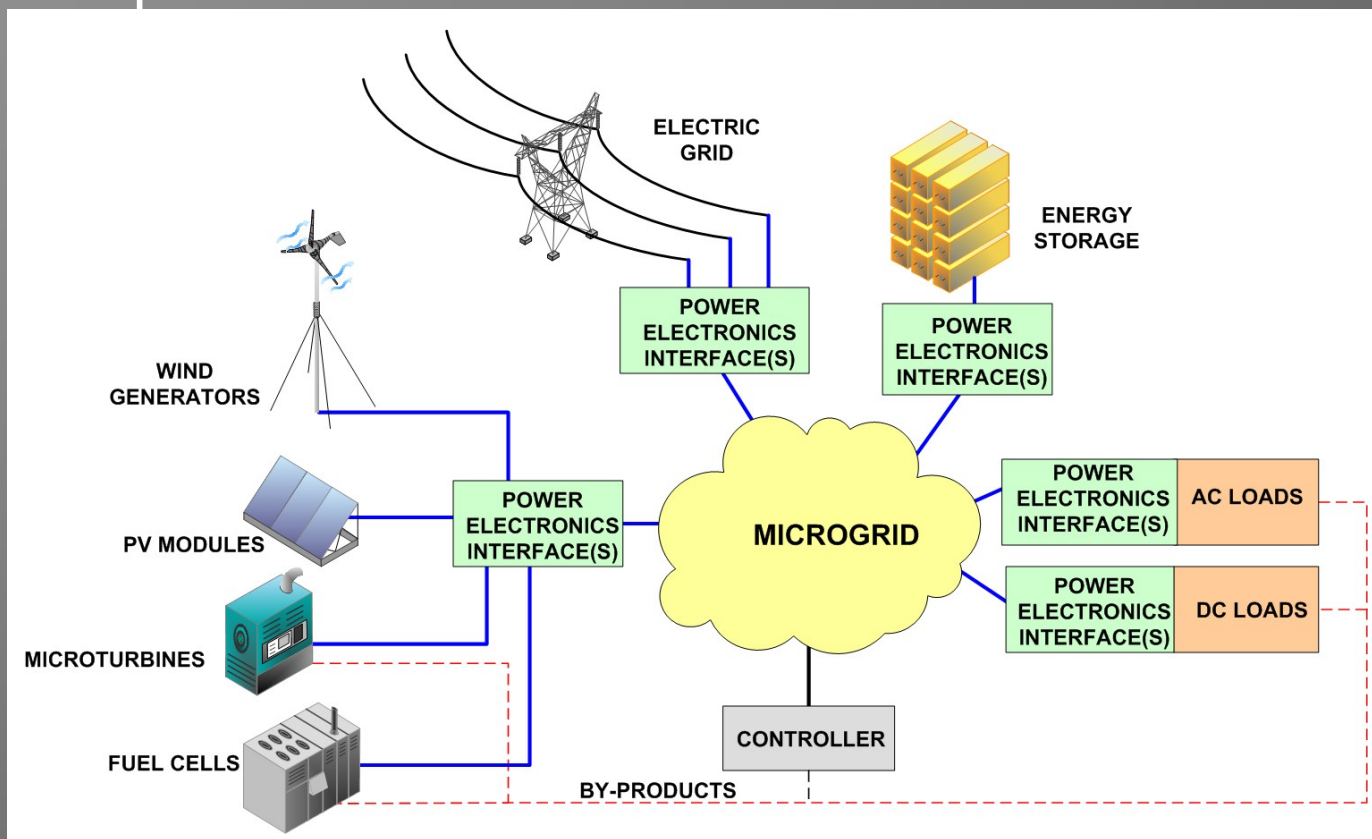 ELECTRIC
GRID
ENERGY
STORAGE
POWER
ELECTRONICS
INTERFACE(S)
POWER
ELECTRONICS
INTERFACE(S)
WIND
GENERATORS
POWER
ELECTRONICS
INTERFACE(S)
AC LOADS
POWER
ELECTRONICS
INTERFACE(S)
MICROGRID
PV MODULES
POWER
ELECTRONICS
INTERFACE(S)
DC LOADS
MICROTURBINES
CONTROLLER
FUEL CELLS
BY-PRODUCTS